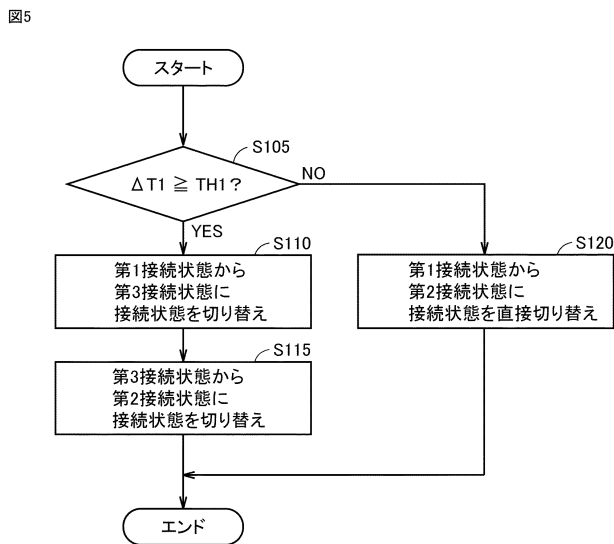 図5
スタート
S105
ΔT1 ≧ TH1?
NO
YES
S110
第1接続状態から
第3接続状態に
接続状態を切り替え
S120
第1接続状態から
第2接続状態に
接続状態を直接切り替え
S115
第3接続状態から
第2接続状態に
接続状態を切り替え
エンド